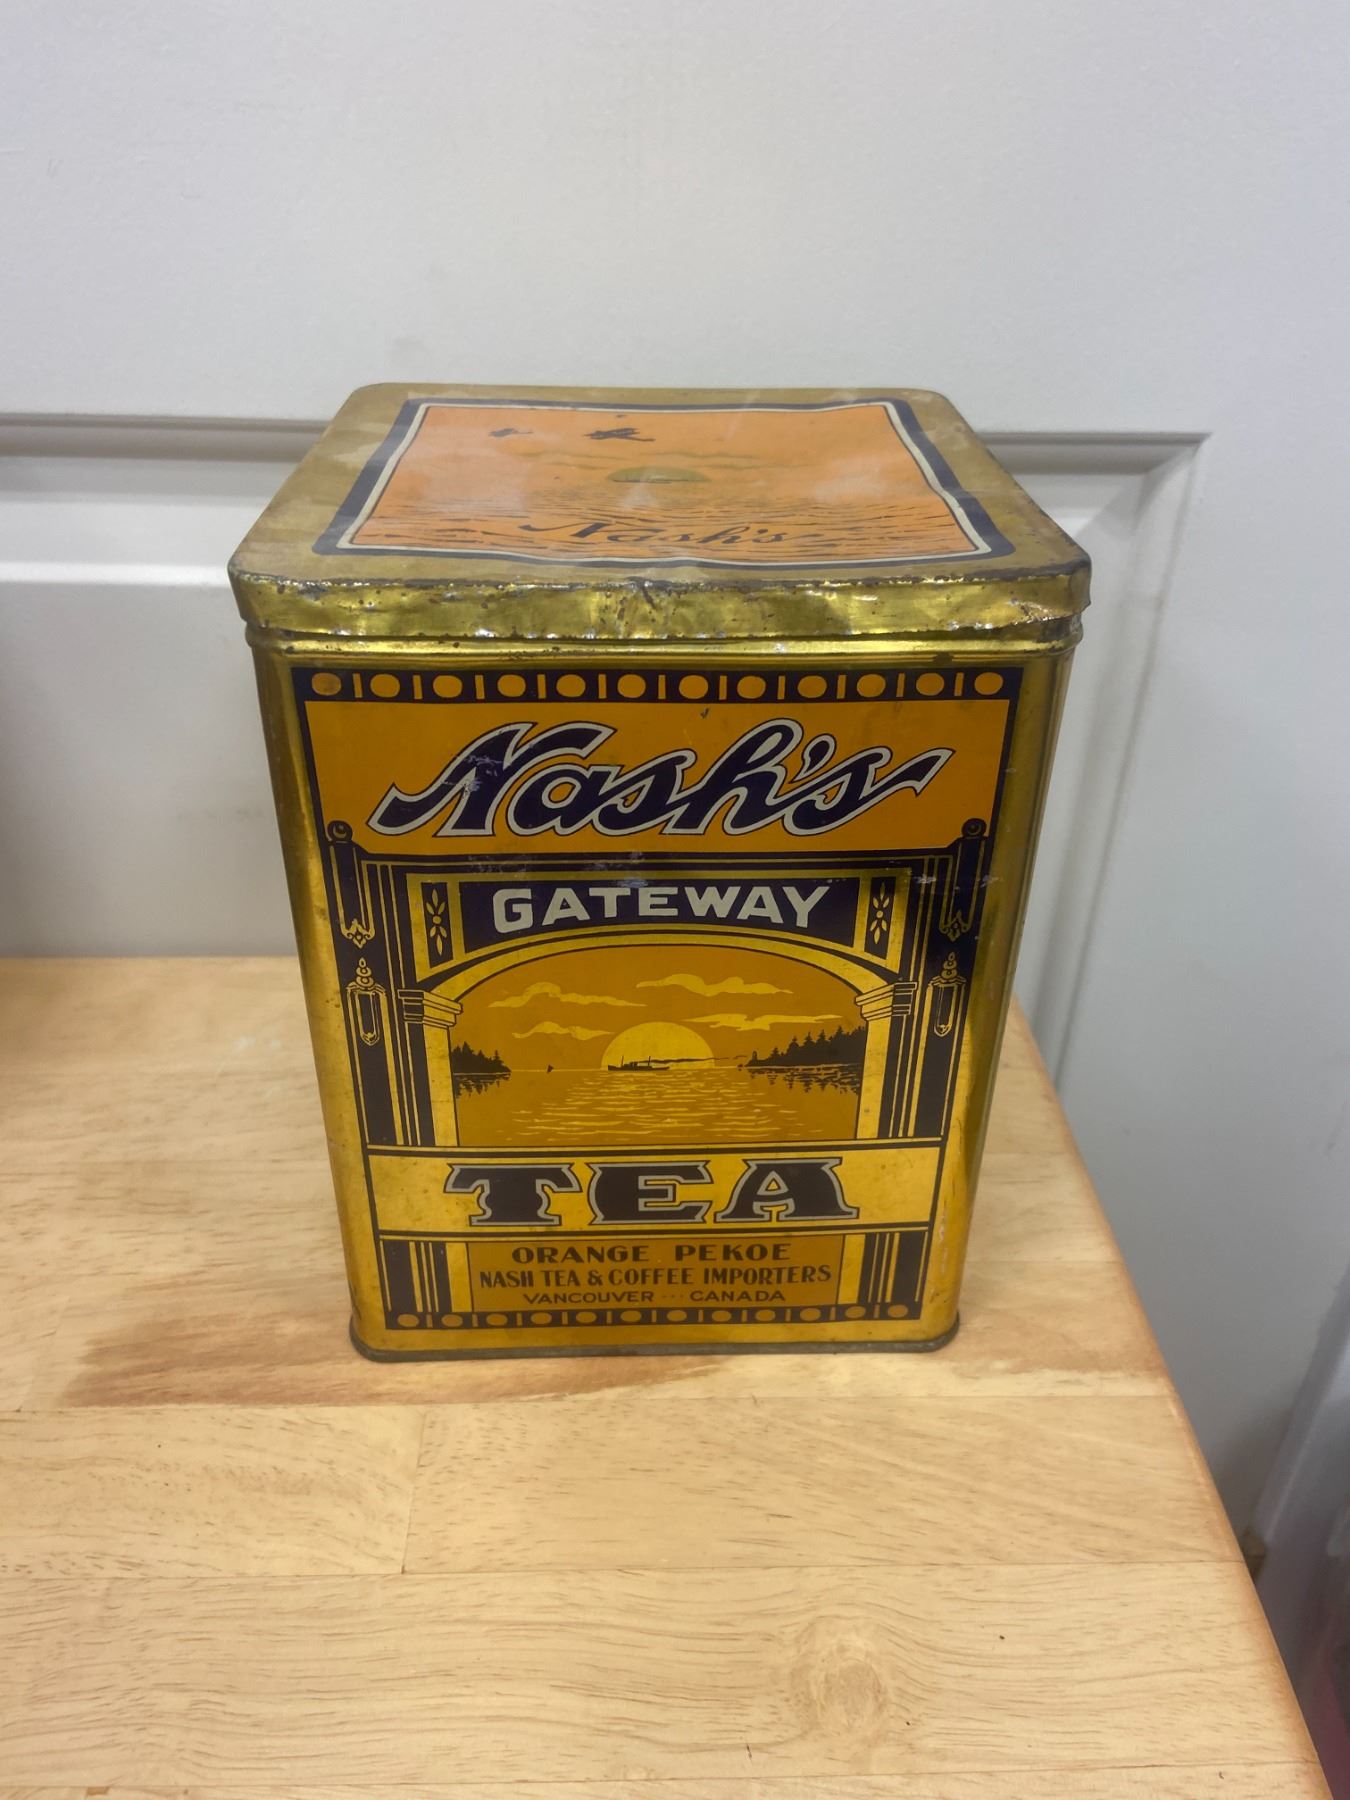 Nash's
Nash's
GATEWAY
TEA
ORANGE PEKOE
NASH TEA & COFFEE IMPORTERS
VANCOUVER ··· CANADA